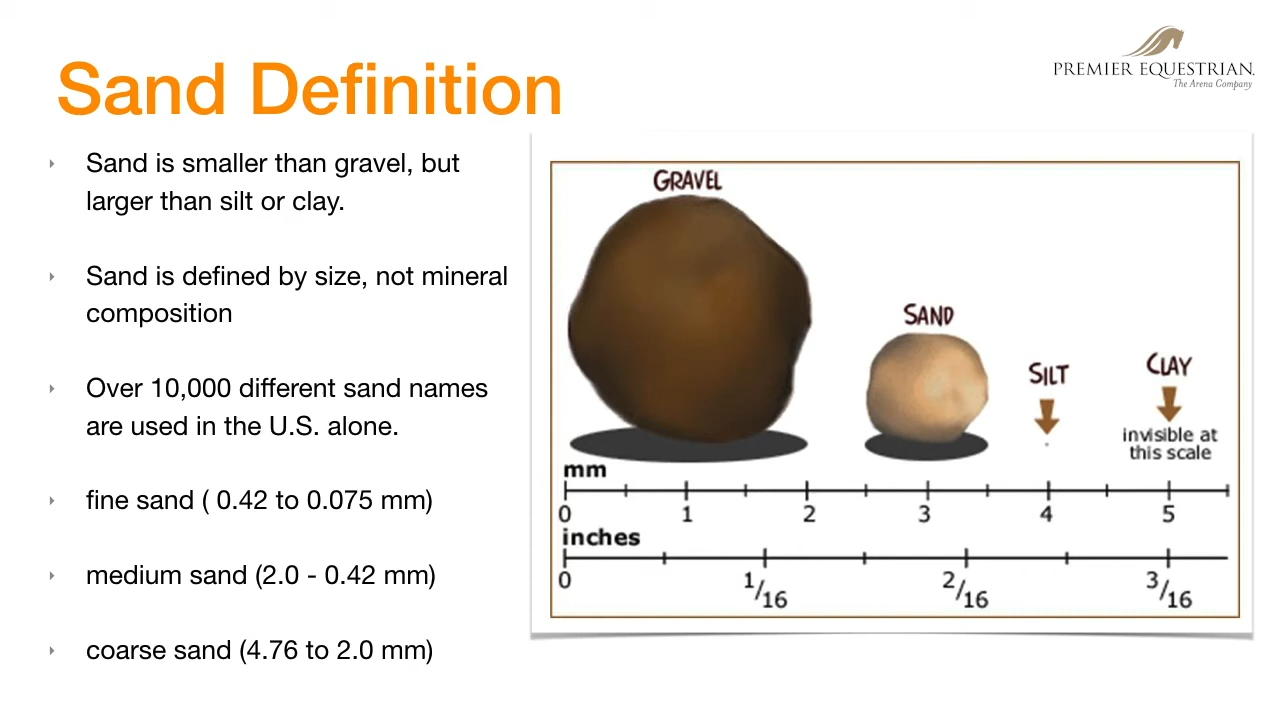 PREMIER EQUESTRIAN.
The Arena Company
Sand Definition
Sand is smaller than gravel, but
larger than silt or clay.
Sand is defined by size, not mineral
composition
Over 10,000 different sand names
are used in the U.S. alone.
fine sand ( 0.42 to 0.075 mm)
medium sand (2.0 - 0.42 mm)
coarse sand (4.76 to 2.0 mm)
GRAVEL
SAND
SILT
CLAY
invisible at
this scale
mm
0 1 2 3 4 5
inches
0 1/16 2/16 3/16